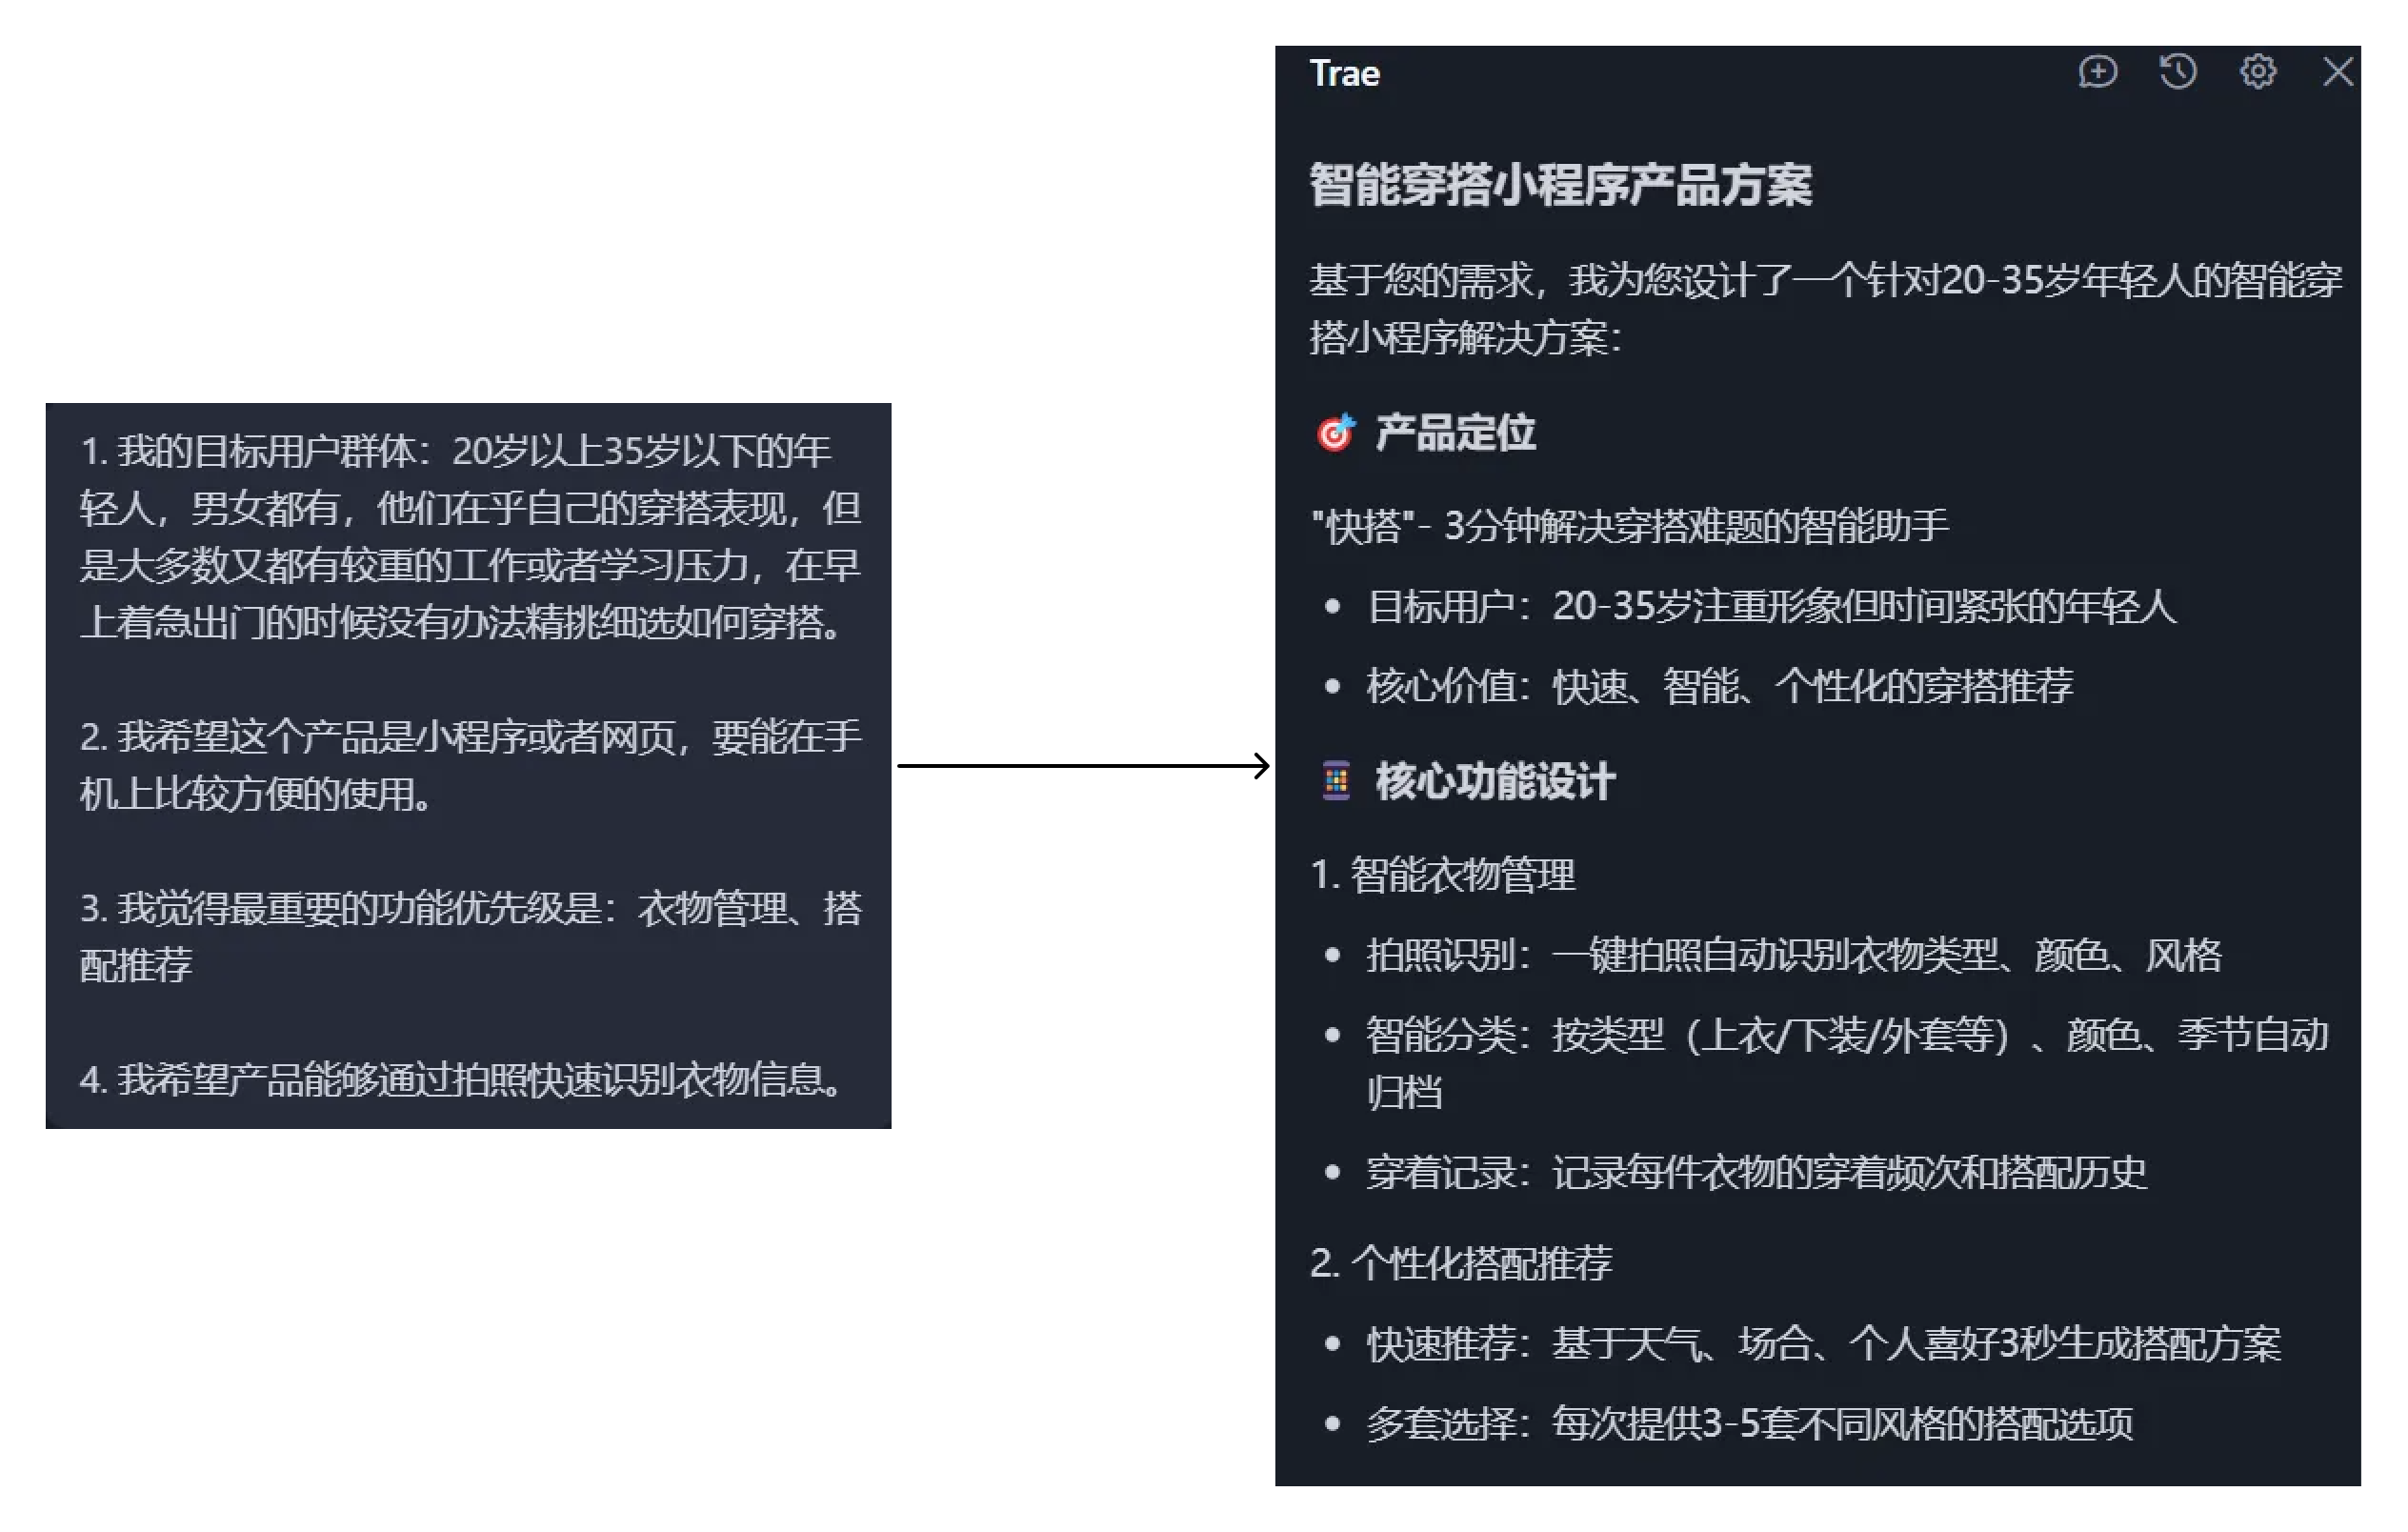 1. 我的目标用户群体：20岁以上35岁以下的年
轻人，男女都有，他们在乎自己的穿搭表现，但
是大多数又都有较重的工作或者学习压力，在早
上着急出门的时候没有办法精挑细选如何穿搭。
2. 我希望这个产品是小程序或者网页，要能在手
机上比较方便的使用。
3. 我觉得最重要的功能优先级是：衣物管理、搭
配推荐
4. 我希望产品能够通过拍照快速识别衣物信息。
Trae
智能穿搭小程序产品方案
基于您的需求，我为您设计了一个针对20-35岁年轻人的智能穿
搭小程序解决方案：
🎯 产品定位
"快搭"- 3分钟解决穿搭难题的智能助手
• 目标用户：20-35岁注重形象但时间紧张的年轻人
• 核心价值：快速、智能、个性化的穿搭推荐
📱 核心功能设计
1. 智能衣物管理
• 拍照识别：一键拍照自动识别衣物类型、颜色、风格
• 智能分类：按类型（上衣/下装/外套等）、颜色、季节自动
归档
• 穿着记录：记录每件衣物的穿着频次和搭配历史
2. 个性化搭配推荐
• 快速推荐：基于天气、场合、个人喜好3秒生成搭配方案
• 多套选择：每次提供3-5套不同风格的搭配选项